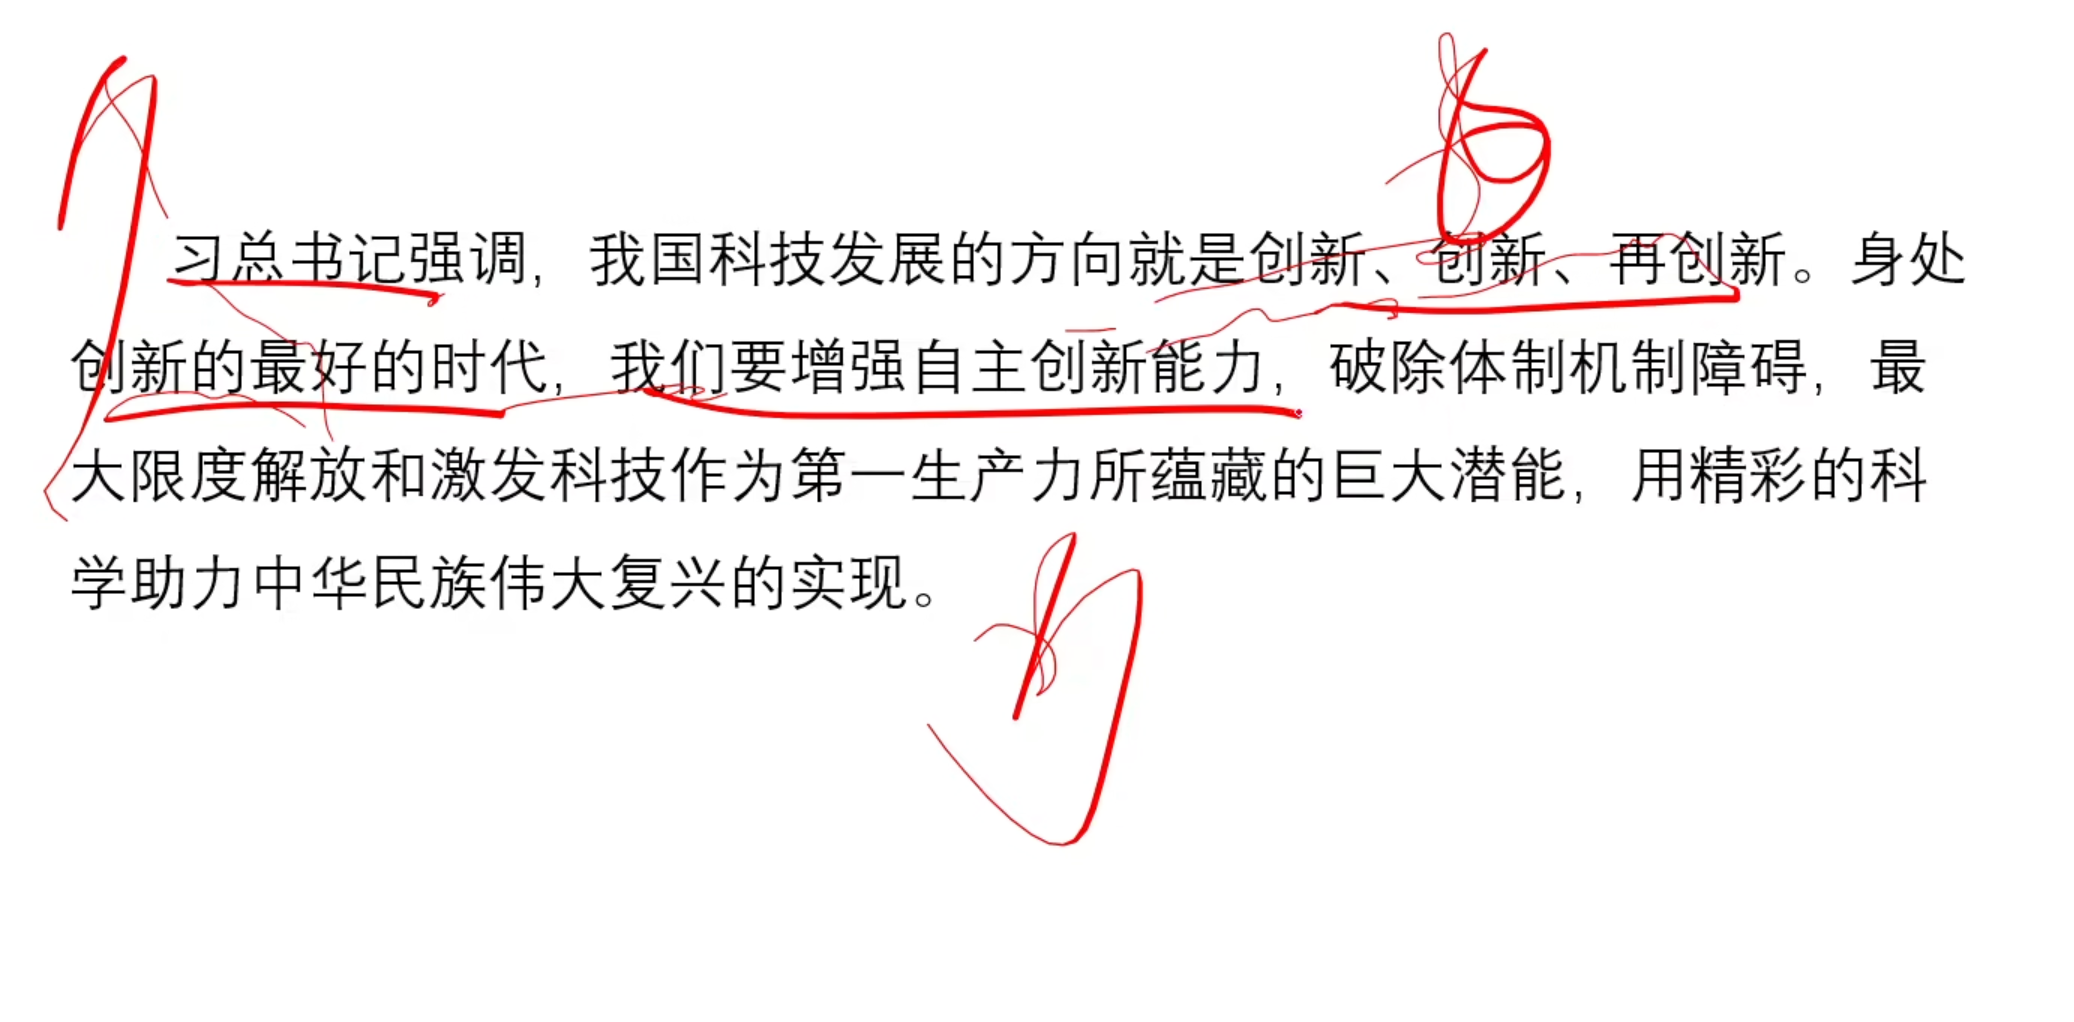 习总书记强调，我国科技发展的方向就是创新、创新、再创新。身处
创新的最好的时代，我们要增强自主创新能力，破除体制机制障碍，最
大限度解放和激发科技作为第一生产力所蕴藏的巨大潜能，用精彩的科
学助力中华民族伟大复兴的实现。